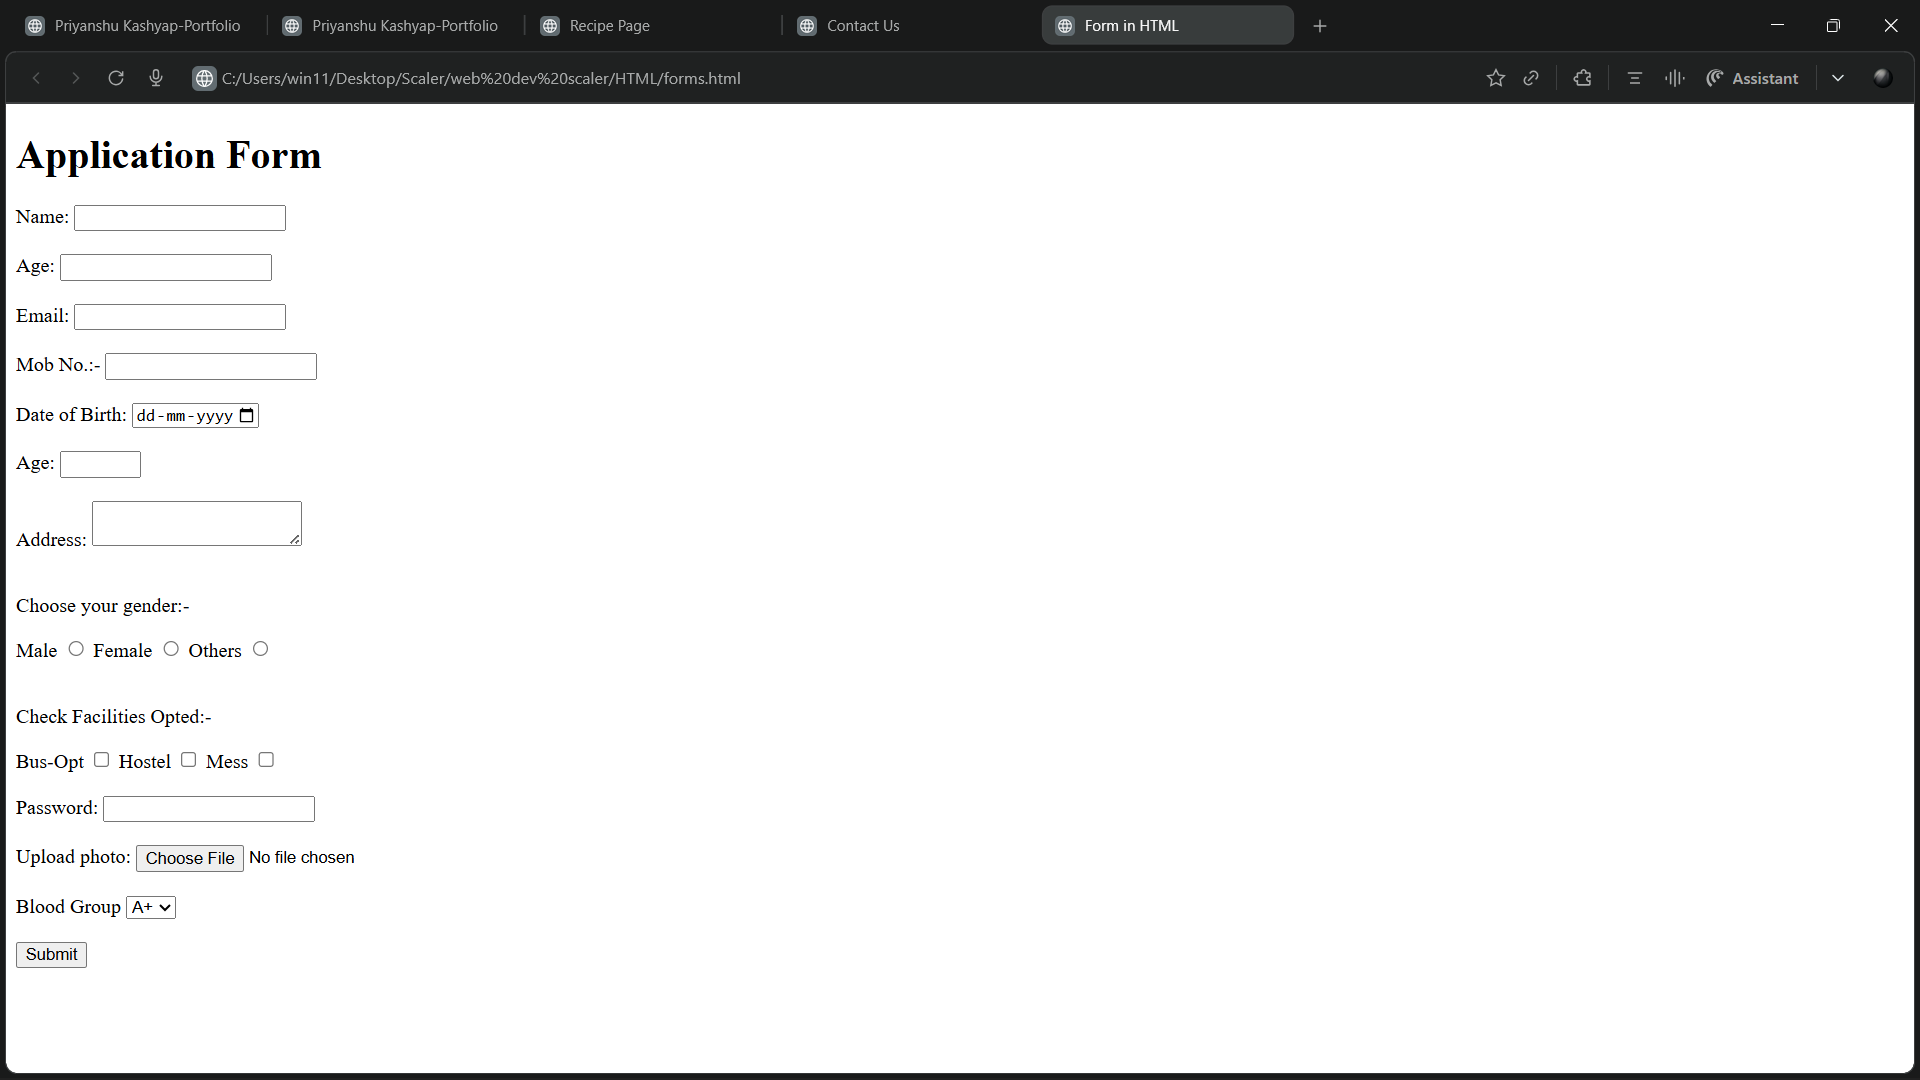 Priyanshu Kashyap-Portfolio
Priyanshu Kashyap-Portfolio
Recipe Page
Contact Us
Form in HTML
C:/Users/win11/Desktop/Scaler/web%20dev%20scaler/HTML/forms.html
Assistant
Application Form
Name:
Age:
Email:
Mob No.:-
Date of Birth: dd-mm-yyyy
Age:
Address:
Choose your gender:-
Male Female Others
Check Facilities Opted:-
Bus-Opt Hostel Mess
Password:
Upload photo: Choose File No file chosen
Blood Group A+
Submit